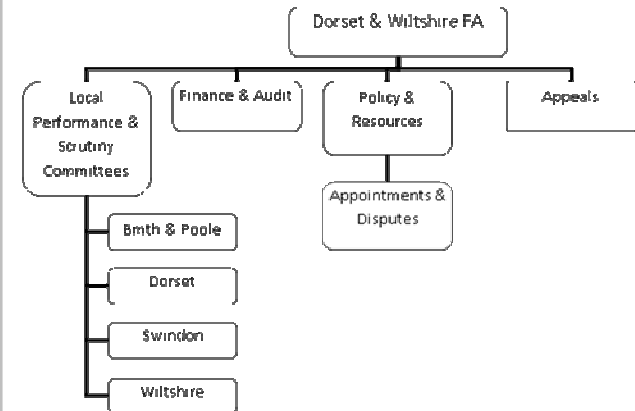 Dorset & Wiltshire FA
Local
Performance &
Scrutiny
Committees
Finance & Audit
Policy &
Resources
Appeals
Appointments &
Disputes
Bmth & Poole
Dorset
Swindon
Wiltshire